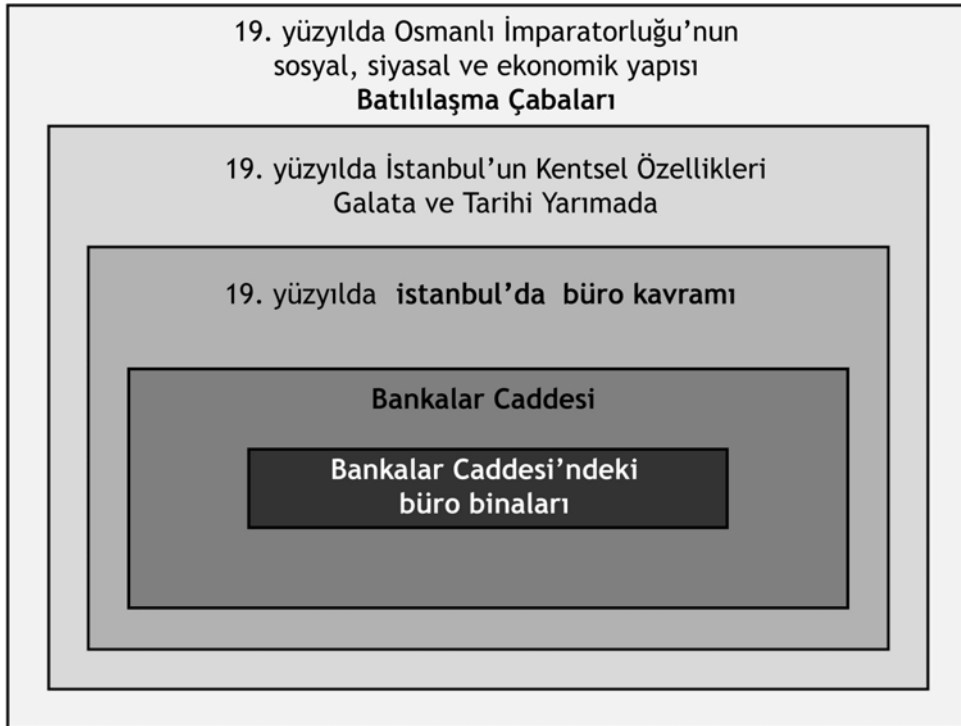 19. yüzyılda Osmanlı İmparatorluğu’nun
sosyal, siyasal ve ekonomik yapısı
Batılılaşma Çabaları
19. yüzyılda İstanbul’un Kentsel Özellikleri
Galata ve Tarihi Yarımada
19. yüzyılda istanbul’da büro kavramı
Bankalar Caddesi
Bankalar Caddesi’ndeki
büro binaları